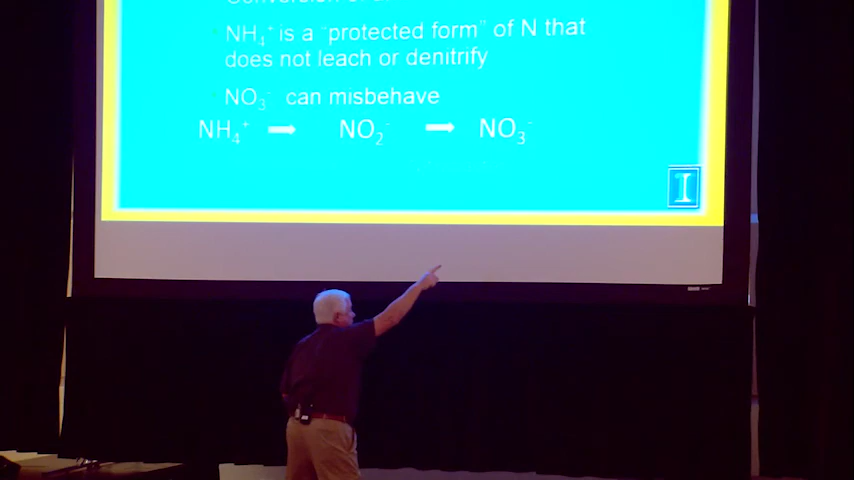 NH₄⁺ is a “protected form” of N that
does not leach or denitrify
NO₃⁻ can misbehave
NH₄⁺ ➡ NO₂⁻ ➡ NO₃⁻
I